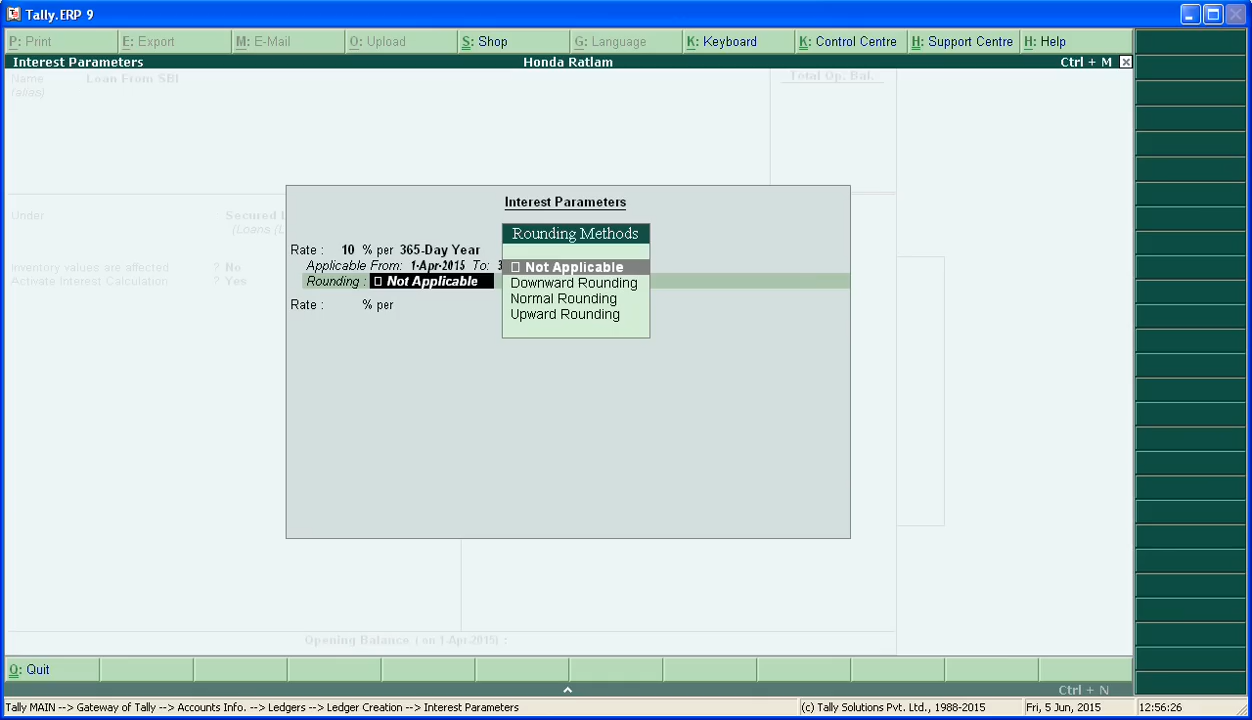 Tally.ERP 9
P: Print E: Export M: E-Mail O: Upload S: Shop G: Language K: Keyboard K: Control Centre H: Support Centre H: Help
Interest Parameters Honda Ratlam Ctrl + M
Name Loan From SBI Total Op. Bal.
(alias)
Interest Parameters
Under Secured
Rounding Methods
(Loans (L
Rate : 10 % per 365-Day Year
Applicable From: 1-Apr-2015 To: 3 Not Applicable
Inventory values are affected ? No
Activate Interest Calculation ? Yes
Rounding : Not Applicable Downward Rounding
Normal Rounding
Rate : % per
Upward Rounding
Opening Balance (on 1-Apr-2015) :
Q: Quit
Ctrl + N
Tally MAIN --> Gateway of Tally --> Accounts Info. --> Ledgers --> Ledger Creation --> Interest Parameters (c) Tally Solutions Pvt. Ltd., 1988-2015 Fri, 5 Jun, 2015 12:56:26